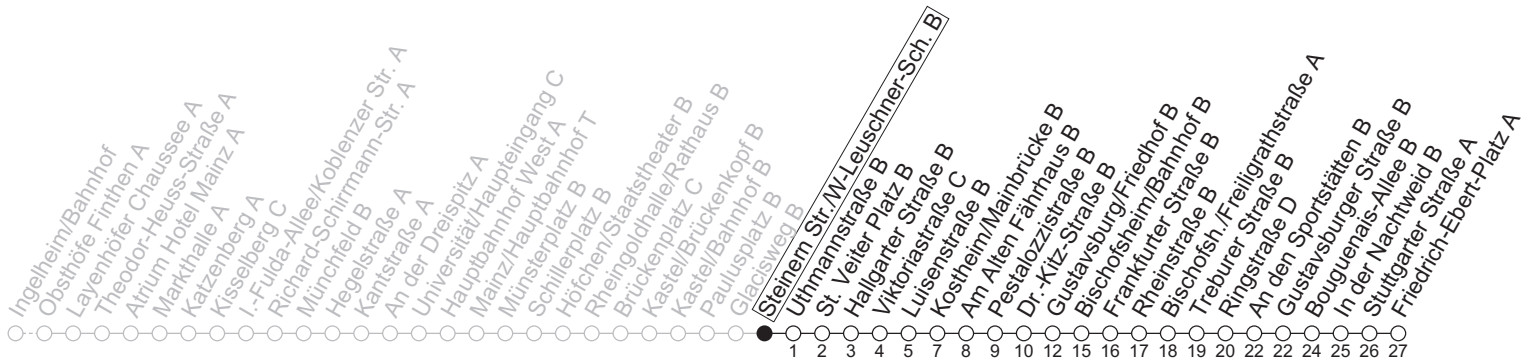 Ingelheim/Bahnhof
Obsthöfe Finthen A
Layenhöfer Chaussee A
Theodor-Heuss-Straße A
Atrium Hotel Mainz A
Markthalle A
Katzenberg A
Kisselberg C
I.-Fulda-Allee/Koblenzer Str. A
Richard-Schirrmann-Str. A
Münchfeld B
Hegelstraße A
Kantstraße A
An der Dreispitz A
Universität/Haupteingang C
Hauptbahnhof West A
Mainz/Hauptbahnhof T
Münsterplatz B
Schillerplatz B
Höfchen/Staatstheater B
Rheingoldhalle/Rathaus B
Brückenplatz C
Kastel/Brückenkopf B
Kastel/Bahnhof B
Paulusplatz B
Glacisweg B
Steinern Str./W-Leuschner-Sch. B
Uthmannstraße B
St. Veiter Platz B
Hallgarter Straße B
Viktoriastraße C
Luisenstraße B
Kostheim/Mainbrücke B
Am Alten Fährhaus B
Pestalozzistraße B
Dr.-Kitz-Straße B
Gustavsburg/Friedhof B
Bischofsheim/Bahnhof B
Frankfurter Straße B
Rheinstraße B
Bischofsh./Freiligrathstraße A
Treburer Straße B
Ringstraße D
An den Sportstätten B
Gustavsburger Straße B
Bouguenais-Allee B
In der Nachtweid B
Stuttgarter Straße A
Friedrich-Ebert-Platz A
1 2 3 4 5 7 8 9 10 12 15 16 17 18 19 20 22 22 24 25 26 27